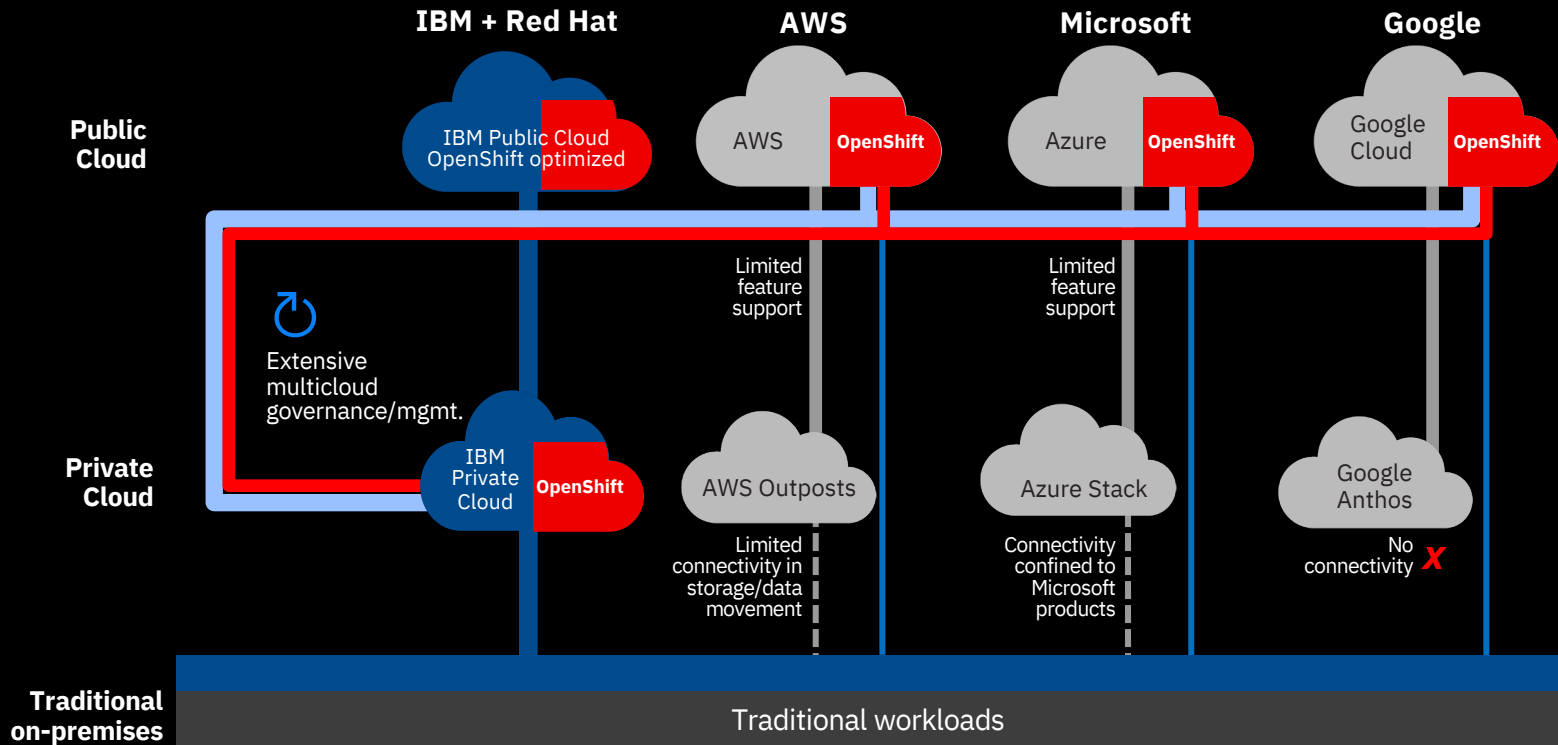 IBM + Red Hat
AWS
Microsoft
Google
Public
Cloud
IBM Public Cloud
OpenShift optimized
AWS
OpenShift
Azure
OpenShift
Google
Cloud
OpenShift
Limited
feature
support
Limited
feature
support
Extensive
multicloud
governance/mgmt.
Private
Cloud
IBM
Private
Cloud
OpenShift
AWS Outposts
Azure Stack
Google
Anthos
Limited
connectivity in
storage/data
movement
Connectivity
confined to
Microsoft
products
No
connectivity X
Traditional
on-premises
Traditional workloads